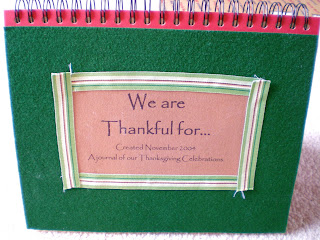 We are
Thankful for...
Created November 2004
A journal of our Thanksgiving Celebrations